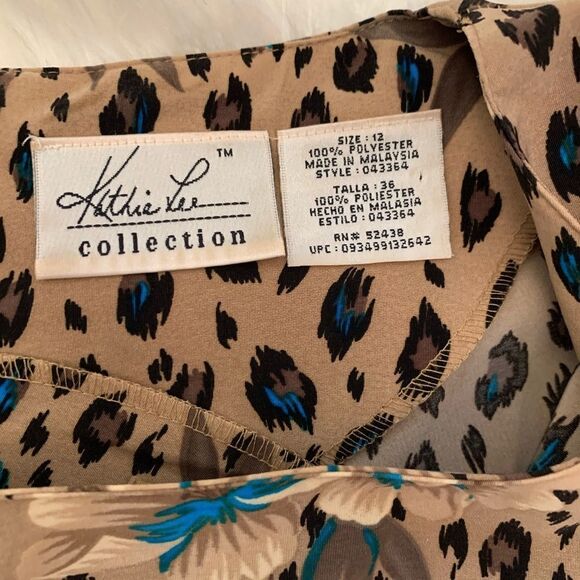 Kathie Lee TM
collection
SIZE : 12
100% POLYESTER
MADE IN MALAYSIA
STYLE : 043364
TALLA : 36
100% POLIESTER
HECHO EN MALASIA
ESTILO : 043364
RN# 52438
UPC : 093499132642